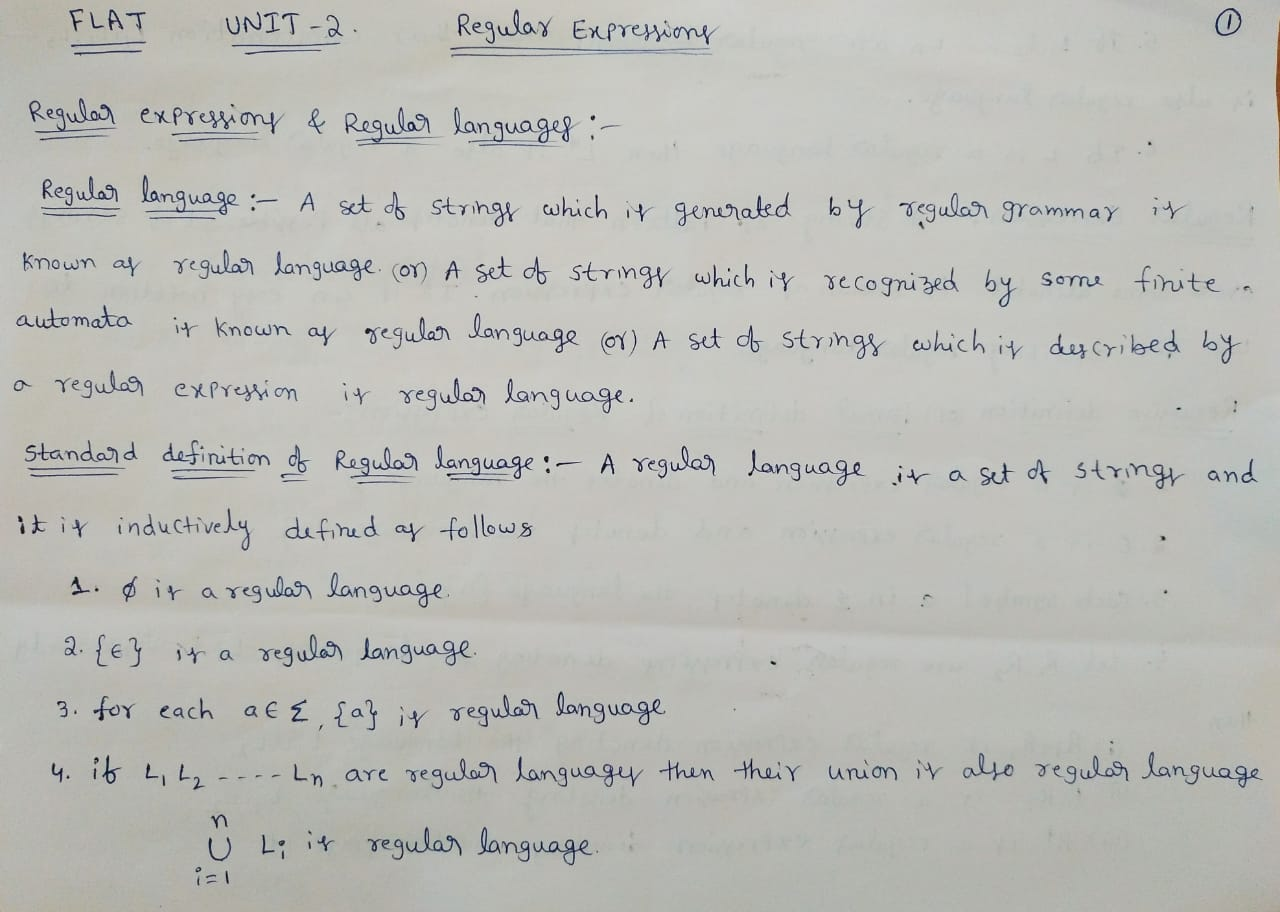 FLAT UNIT-2. Regular Expressions 1
Regular expressions & Regular languages :-
Regular language :- A set of strings which is generated by regular grammar is
known as regular language. (or) A set of strings which is recognized by some finite
automata is known as regular language (or) A set of strings which is described by
a regular expression is regular language.
Standard definition of Regular language :- A regular language is a set of strings and
it is inductively defined as follows
1. ϕ is a regular language.
2. {ϵ} is a regular language.
3. for each a ∈ Σ, {a} is regular language
4. if L1 L2 ---- Ln are regular languages then their union is also regular language
n
∪ Li is regular language.
i=1